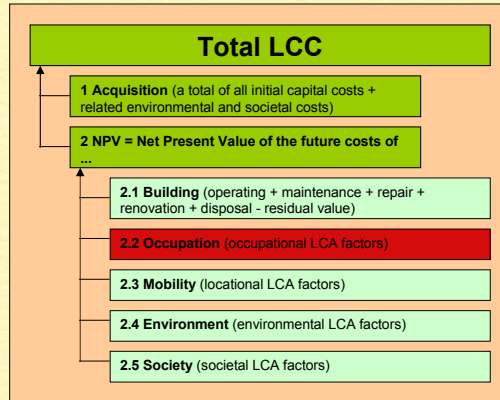 Total LCC
1 Acquisition (a total of all initial capital costs +
related environmental and societal costs)
2 NPV = Net Present Value of the future costs of
...
2.1 Building (operating + maintenance + repair +
renovation + disposal - residual value)
2.2 Occupation (occupational LCA factors)
2.3 Mobility (locational LCA factors)
2.4 Environment (environmental LCA factors)
2.5 Society (societal LCA factors)